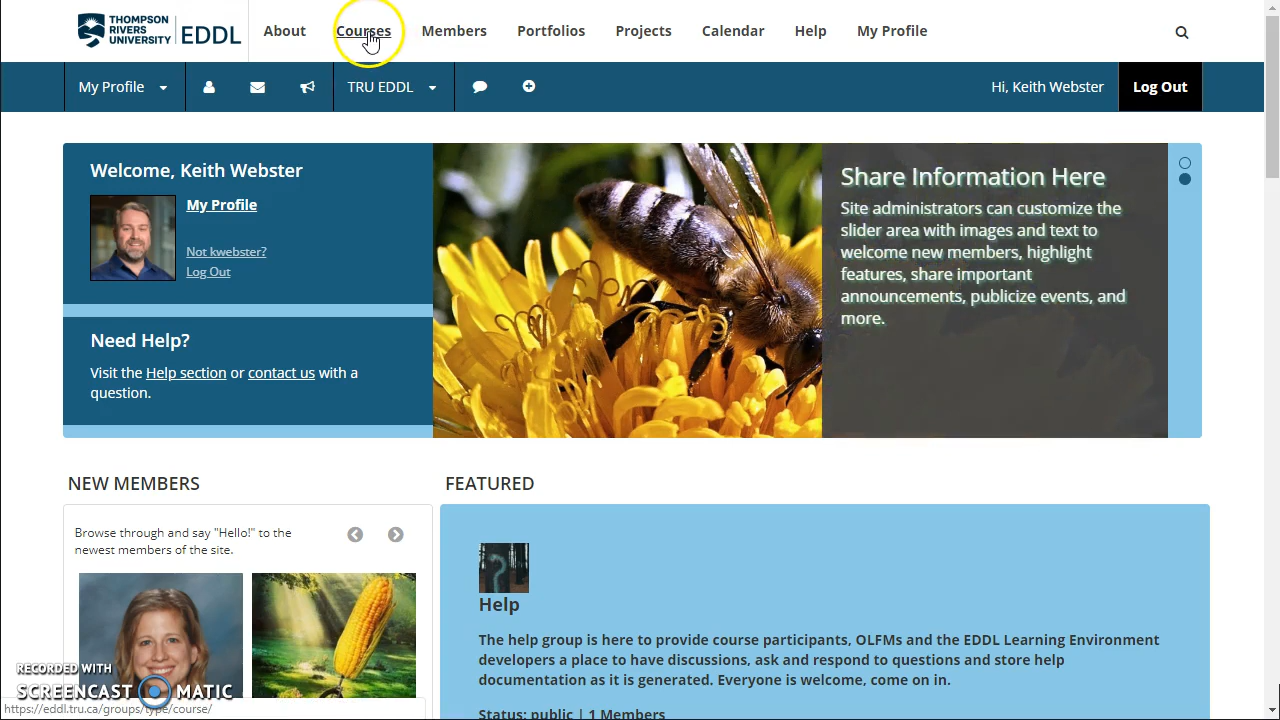 THOMPSON
RIVERS
UNIVERSITY
EDDL
About
Courses
Members
Portfolios
Projects
Calendar
Help
My Profile
My Profile
TRU EDDL
Hi, Keith Webster
Log Out
Welcome, Keith Webster
My Profile
Not kwebster?
Log Out
Need Help?
Visit the Help section or contact us with a
question.
Share Information Here
Site administrators can customize the
slider area with images and text to
welcome new members, highlight
features, share important
announcements, publicize events, and
more.
NEW MEMBERS
Browse through and say "Hello!" to the
newest members of the site.
FEATURED
Help
The help group is here to provide course participants, OLFMs and the EDDL Learning Environment
developers a place to have discussions, ask and respond to questions and store help
documentation as it is generated. Everyone is welcome, come on in.
Status: public | 1 Members
RECORDED WITH
SCREENCAST MATIC
https://eddl.tru.ca/groups/type/course/